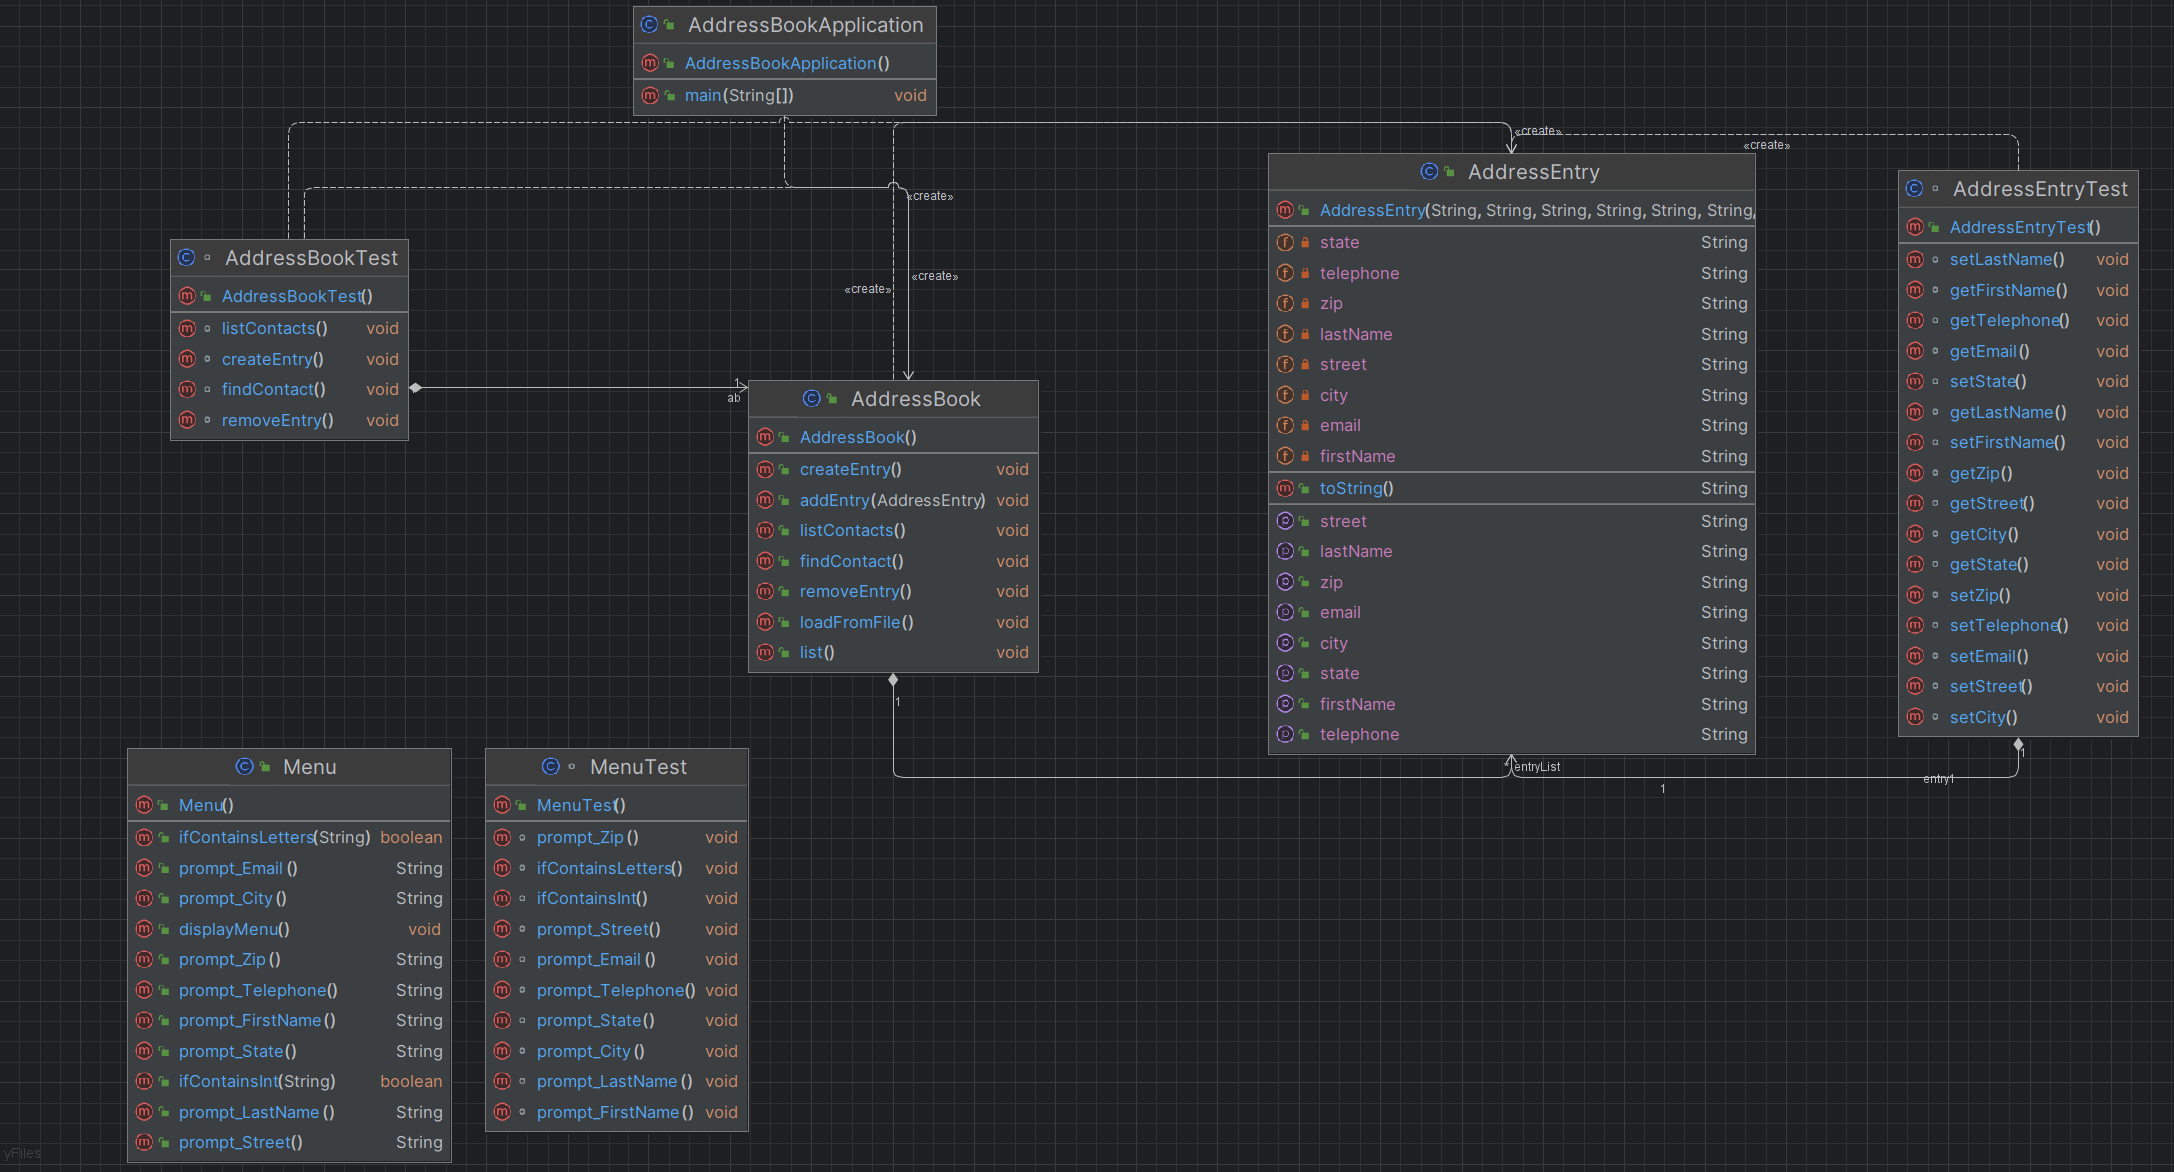 AddressBookApplication
AddressBookApplication()
main(String[]) void
«create»
«create»
«create»
«create»
«create»
AddressBookTest
AddressBookTest()
listContacts() void
createEntry() void
findContact() void
removeEntry() void
1
ab
AddressBook
AddressBook()
createEntry() void
addEntry(AddressEntry) void
listContacts() void
findContact() void
removeEntry() void
loadFromFile() void
list() void
1
AddressEntry
AddressEntry(String, String, String, String, String, String,
state String
telephone String
zip String
lastName String
street String
city String
email String
firstName String
toString() String
street String
lastName String
zip String
email String
city String
state String
firstName String
telephone String
* entryList
1
entry1
1
AddressEntryTest
AddressEntryTest()
setLastName() void
getFirstName() void
getTelephone() void
getEmail() void
setState() void
getLastName() void
setFirstName() void
getZip() void
getStreet() void
getCity() void
getState() void
setZip() void
setTelephone() void
setEmail() void
setStreet() void
setCity() void
Menu
Menu()
ifContainsLetters(String) boolean
prompt_Email() String
prompt_City() String
displayMenu() void
prompt_Zip() String
prompt_Telephone() String
prompt_FirstName() String
prompt_State() String
ifContainsInt(String) boolean
prompt_LastName() String
prompt_Street() String
MenuTest
MenuTest()
prompt_Zip() void
ifContainsLetters() void
ifContainsInt() void
prompt_Street() void
prompt_Email() void
prompt_Telephone() void
prompt_State() void
prompt_City() void
prompt_LastName() void
prompt_FirstName() void
yFiles